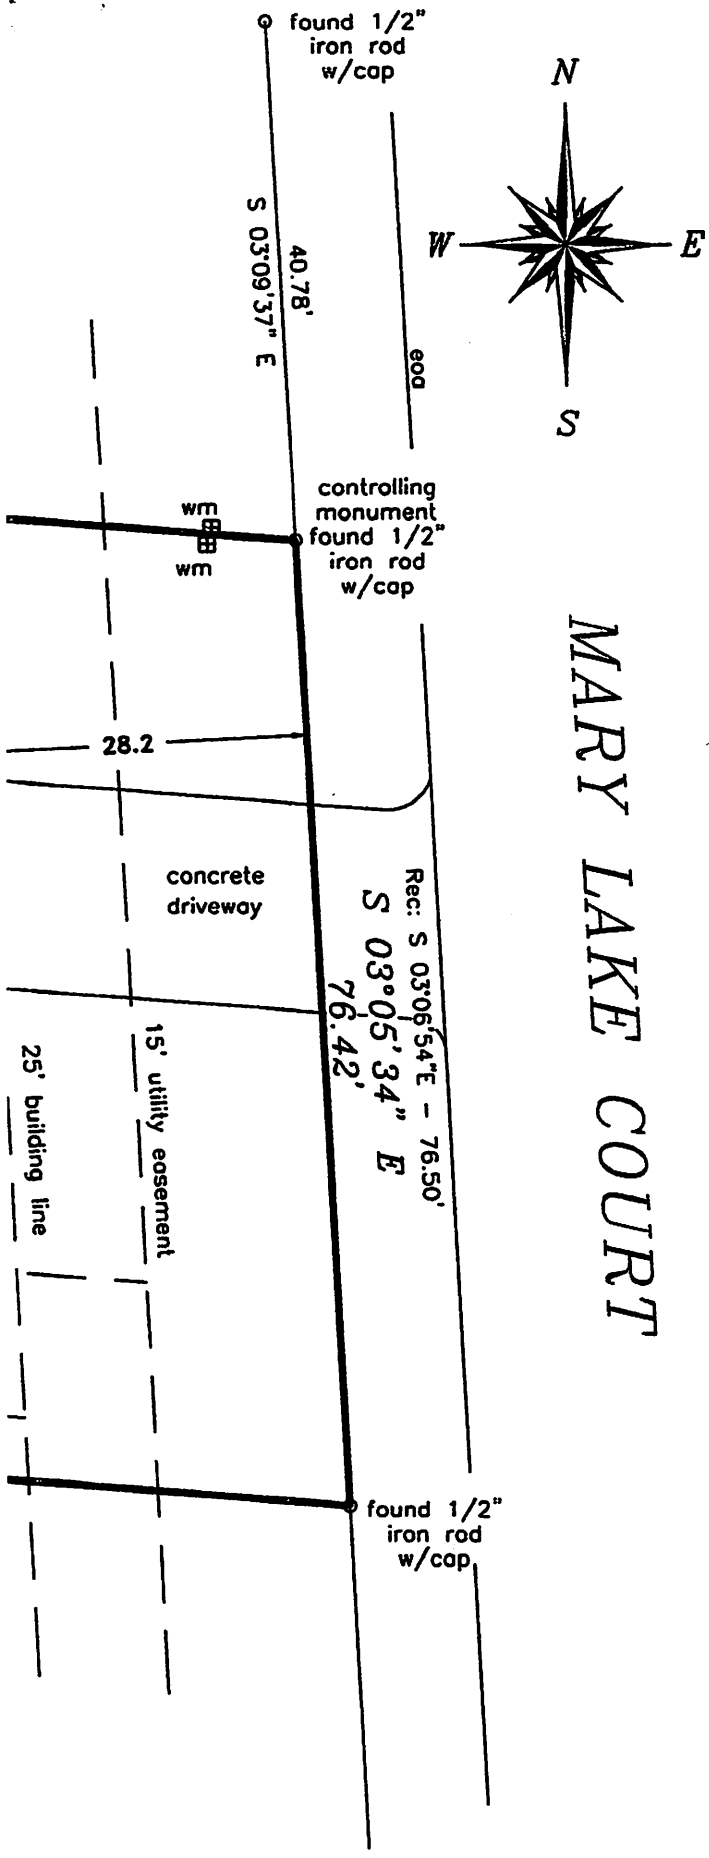 found 1/2"
iron rod
w/cap
N
W
E
S
40.78'
S 03°09'37" E
eoa
controlling
monument
found 1/2"
iron rod
w/cap
wm
wm
MARY LAKE COURT
28.2
concrete
driveway
Rec: S 03°06'54"E - 76.50'
S 03°05'34" E
76.42'
15' utility easement
25' building line
found 1/2"
iron rod
w/cap